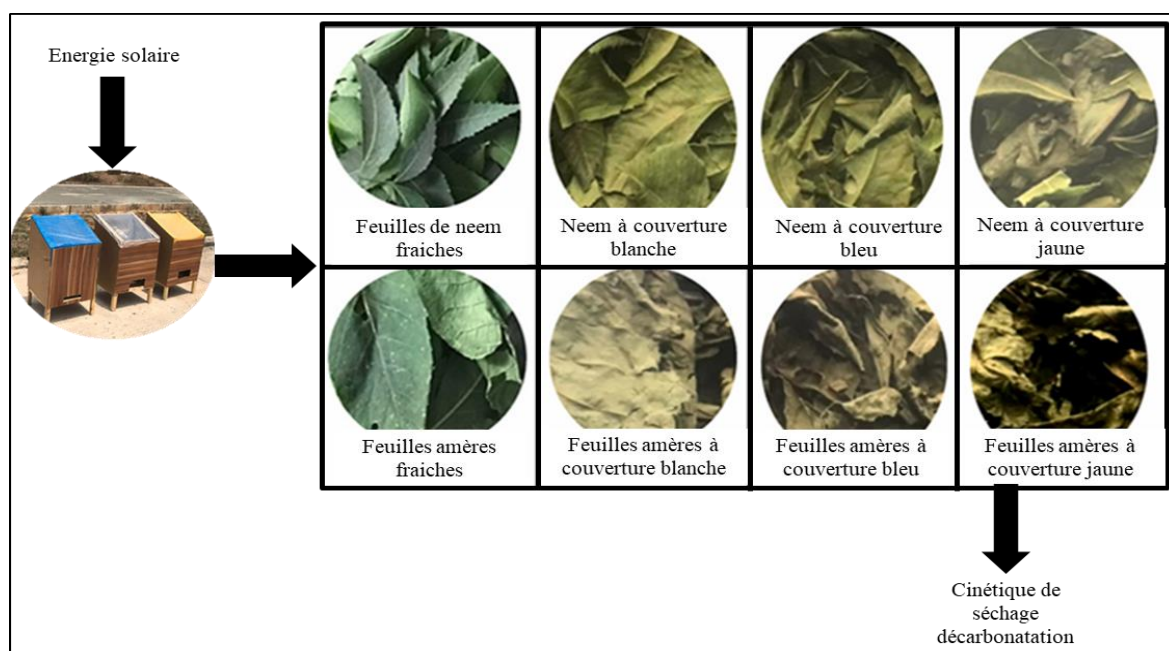 Energie solaire
Feuilles de neem
fraiches
Neem à couverture
blanche
Neem à couverture
bleu
Neem à couverture
jaune
Feuilles amères
fraiches
Feuilles amères à
couverture blanche
Feuilles amères à
couverture bleu
Feuilles amères à
couverture jaune
Cinétique de
séchage
décarbonatation